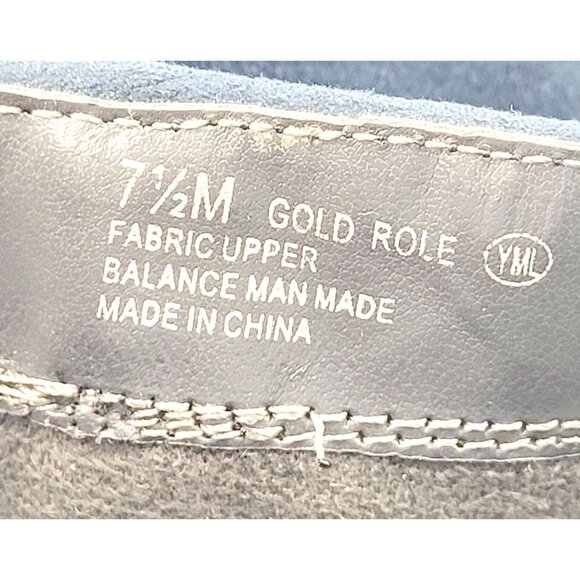 7½M GOLD ROLE YML
FABRIC UPPER
BALANCE MAN MADE
MADE IN CHINA